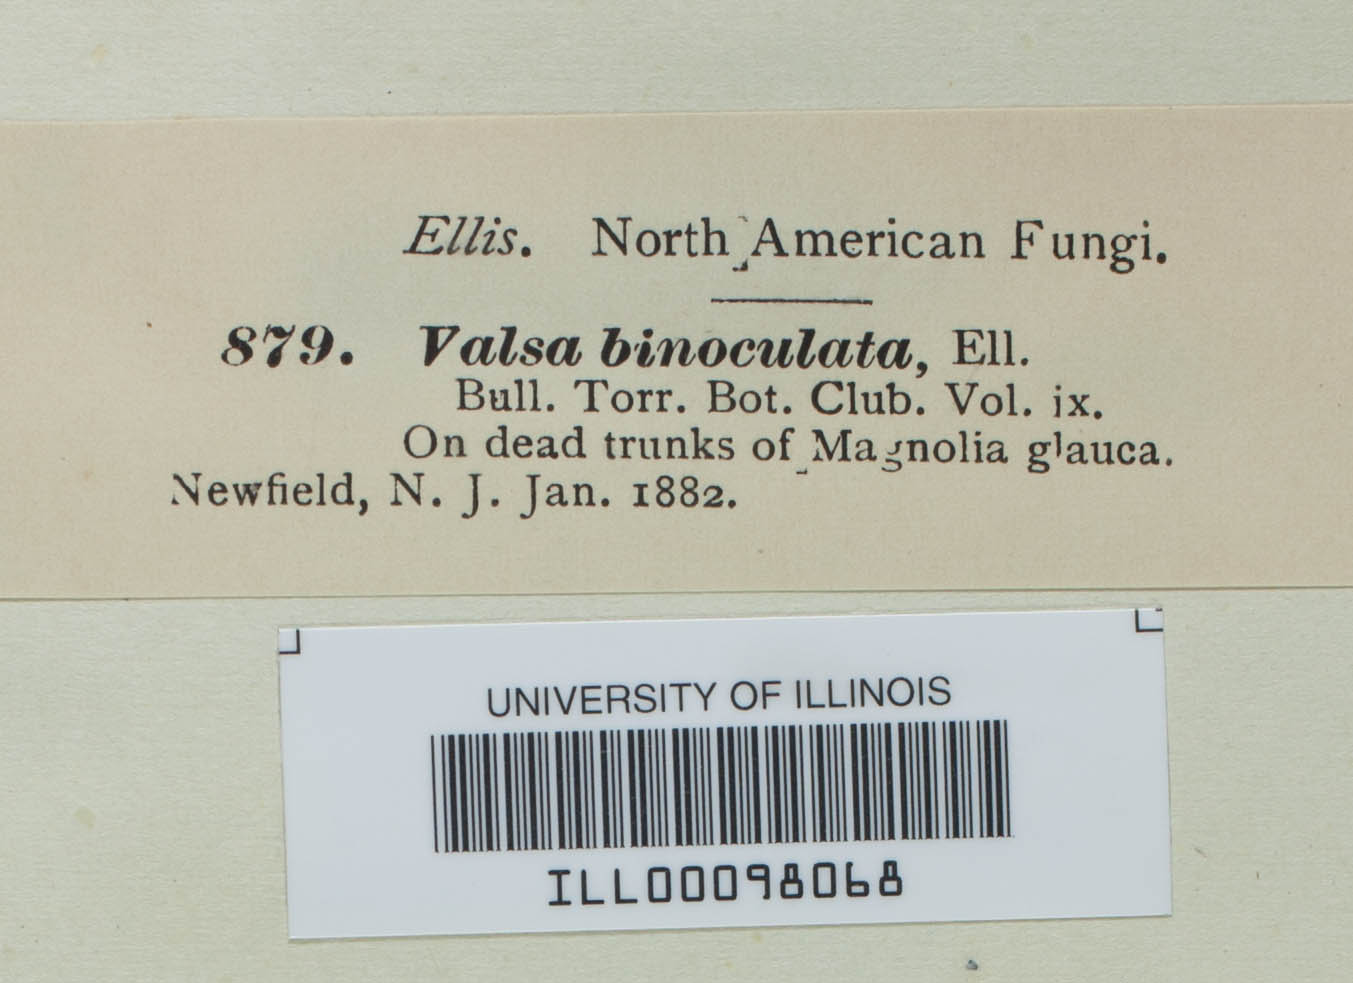 Ellis. North American Fungi.
879. Valsa binoculata, Ell.
Bull. Torr. Bot. Club. Vol. ix.
On dead trunks of Magnolia glauca.
Newfield, N. J. Jan. 1882.
UNIVERSITY OF ILLINOIS
ILL00098068